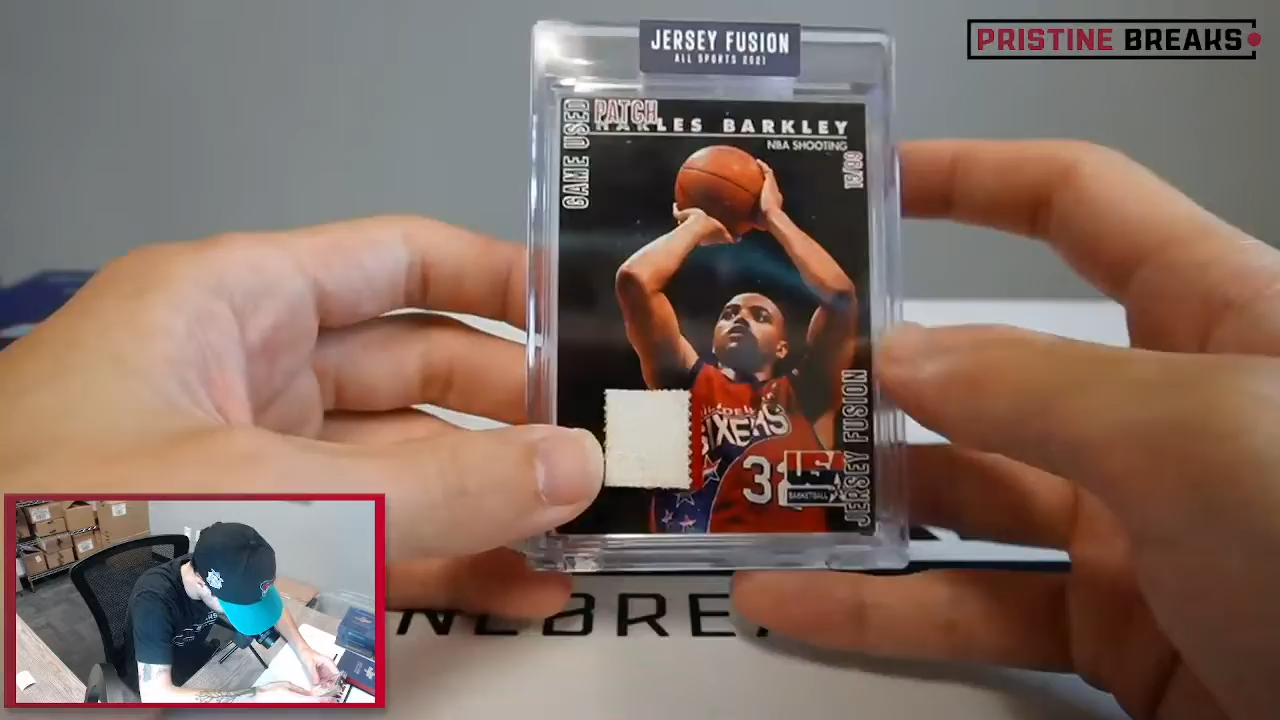 PRISTINE BREAKS
JERSEY FUSION
ALL SPORTS 2021
GAME USED
PATCH
CHARLES BARKLEY
NBA SHOOTING
15/99
SIXERS
32
USA
BASKETBALL
JERSEY FUSION